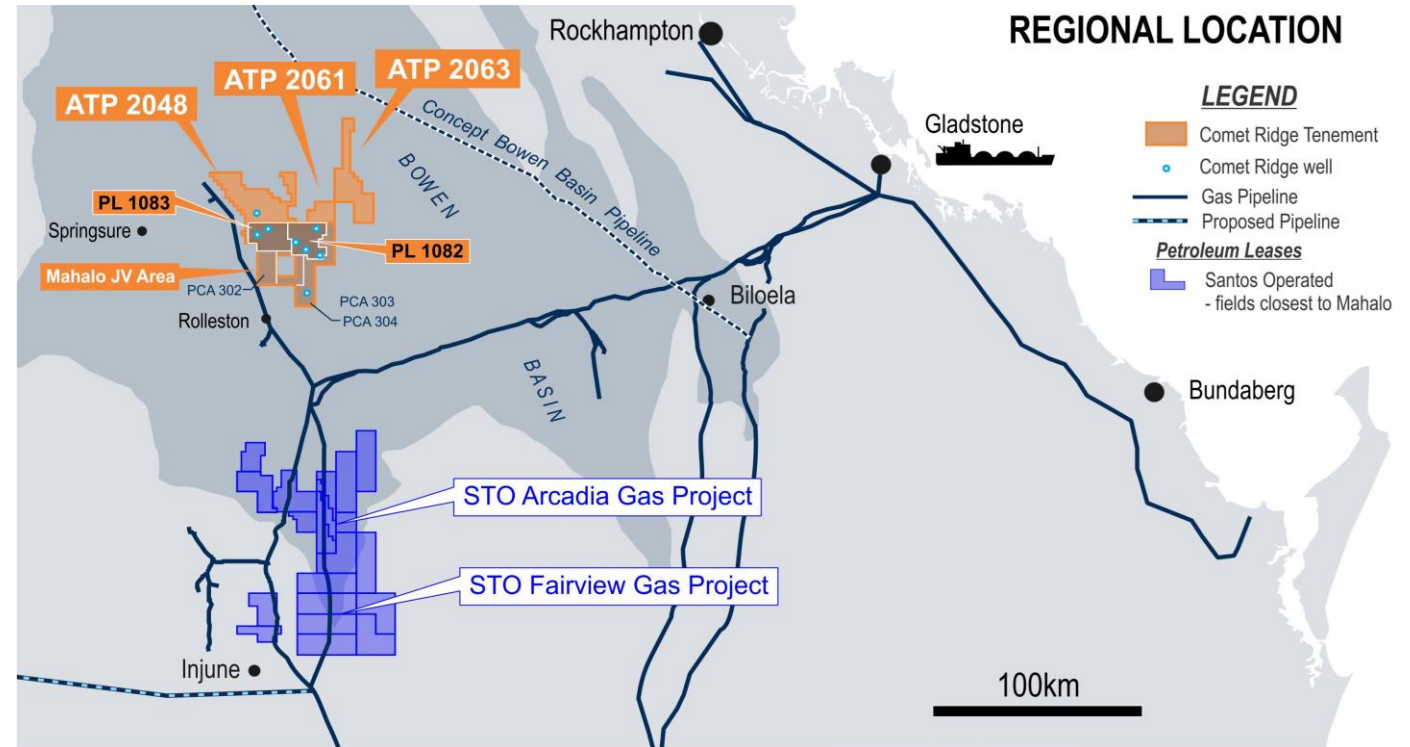 REGIONAL LOCATION
Rockhampton
ATP 2063
ATP 2061
ATP 2048
LEGEND
Comet Ridge Tenement
Comet Ridge well
Gas Pipeline
Proposed Pipeline
Petroleum Leases
Santos Operated
- fields closest to Mahalo
Concept Bowen Basin Pipeline
Gladstone
BOWEN
PL 1083
Springsure
PL 1082
Mahalo JV Area
PCA 302
PCA 303
PCA 304
Rolleston
Biloela
BASIN
Bundaberg
STO Arcadia Gas Project
STO Fairview Gas Project
Injune
100km